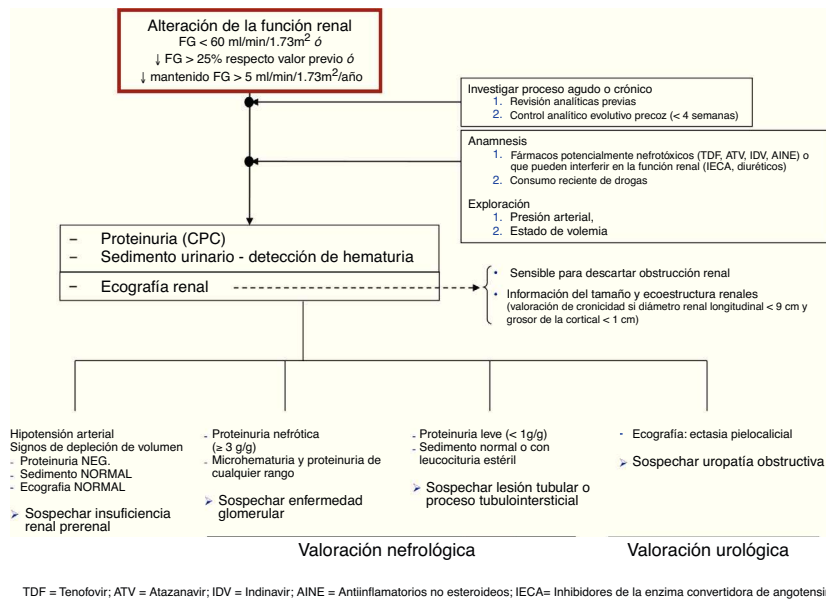 Alteración de la función renal
FG < 60 ml/min/1.73m² ó
↓ FG > 25% respecto valor previo ó
↓ mantenido FG > 5 ml/min/1.73m²/año
Investigar proceso agudo o crónico
1. Revisión analíticas previas
2. Control analítico evolutivo precoz (< 4 semanas)
Anamnesis
1. Fármacos potencialmente nefrotóxicos (TDF, ATV, IDV, AINE) o
que pueden interferir en la función renal (IECA, diuréticos)
2. Consumo reciente de drogas
Exploración
1. Presión arterial,
2. Estado de volemia
– Proteinuria (CPC)
– Sedimento urinario - detección de hematuria
– Ecografía renal
• Sensible para descartar obstrucción renal
• Información del tamaño y ecoestructura renales
(valoración de cronicidad si diámetro renal longitudinal < 9 cm y
grosor de la cortical < 1 cm)
Hipotensión arterial
Signos de depleción de volumen
- Proteinuria NEG.
- Sedimento NORMAL
- Ecografia NORMAL
➢ Sospechar insuficiencia
renal prerenal
- Proteinuria nefrótica
(≥ 3 g/g)
- Microhematuria y proteinuria de
cualquier rango
➢ Sospechar enfermedad
glomerular
- Proteinuria leve (< 1g/g)
- Sedimento normal o con
leucocituria estéril
➢ Sospechar lesión tubular o
proceso tubulointersticial
- Ecografía: ectasia pielocalicial
➢ Sospechar uropatía obstructiva
Valoración nefrológica
Valoración urológica
TDF = Tenofovir; ATV = Atazanavir; IDV = Indinavir; AINE = Antiinflamatorios no esteroideos; IECA= Inhibidores de la enzima convertidora de angotensi